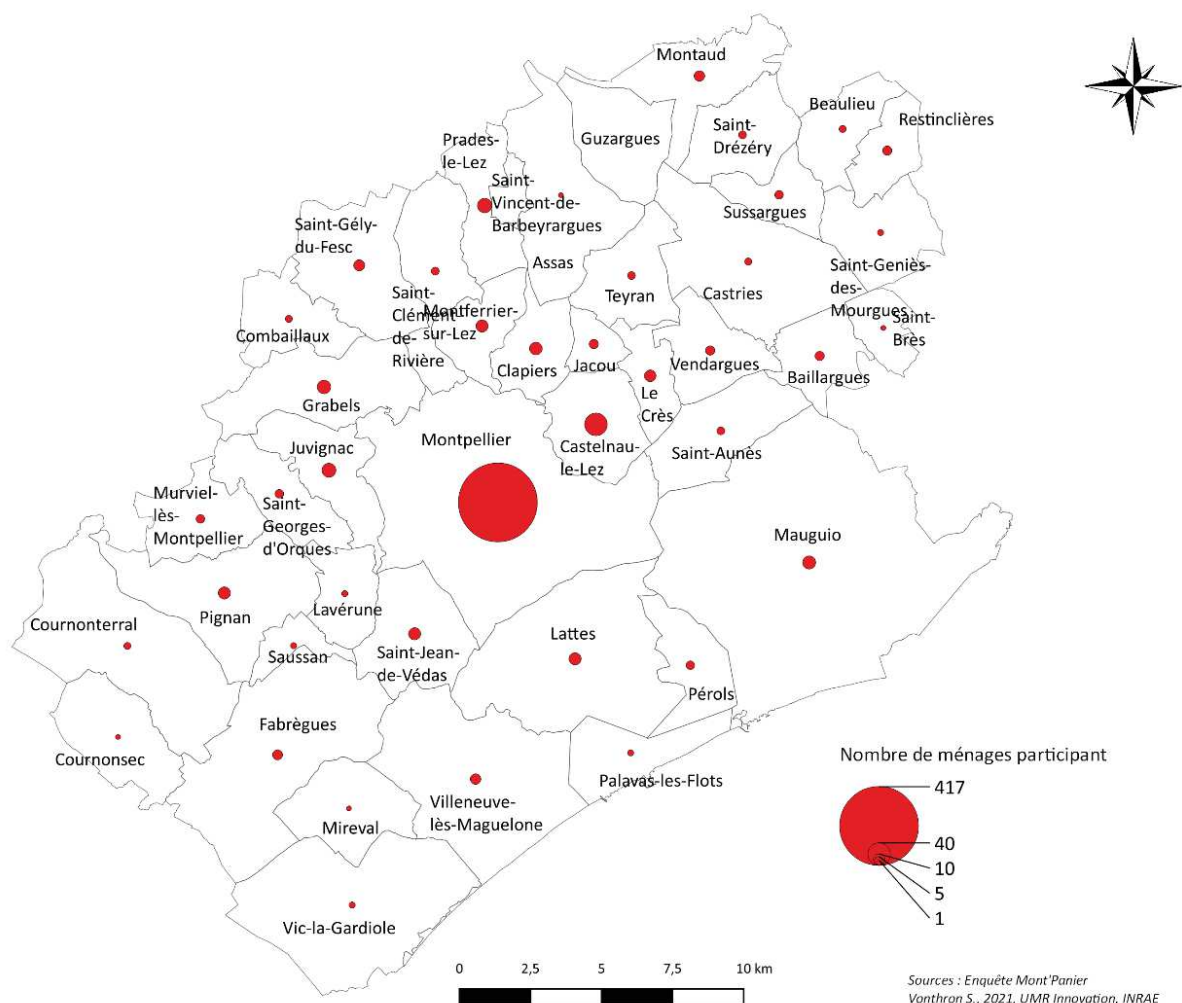 Montaud
Beaulieu
Restinclières
Saint-
Drézéry
Guzargues
Prades-
le-Lez
Saint-
Vincent-de-
Barbeyrargues
Sussargues
Saint-Gély-
du-Fesc
Assas
Saint-Geniès-
des-
Mourgues
Teyran
Castries
Saint-
Clément-
de-
Rivière
Montferrier-
sur-Lez
Saint-
Brès
Combaillaux
Clapiers
Jacou
Vendargues
Baillargues
Le
Crès
Grabels
Montpellier
Castelnau-
le-Lez
Saint-Aunès
Juvignac
Murviel-
lès-
Montpellier
Saint-
Georges-
d'Orques
Mauguio
Lavérune
Pignan
Cournonterral
Saussan
Saint-Jean-
de-Védas
Lattes
Pérols
Fabrègues
Cournonsec
Palavas-les-Flots
Villeneuve-
lès-Maguelone
Mireval
Vic-la-Gardiole
Nombre de ménages participant
417
40
10
5
1
0 2,5 5 7,5 10 km
Sources : Enquête Mont'Panier
Vonthron S., 2021, UMR Innovation, INRAE